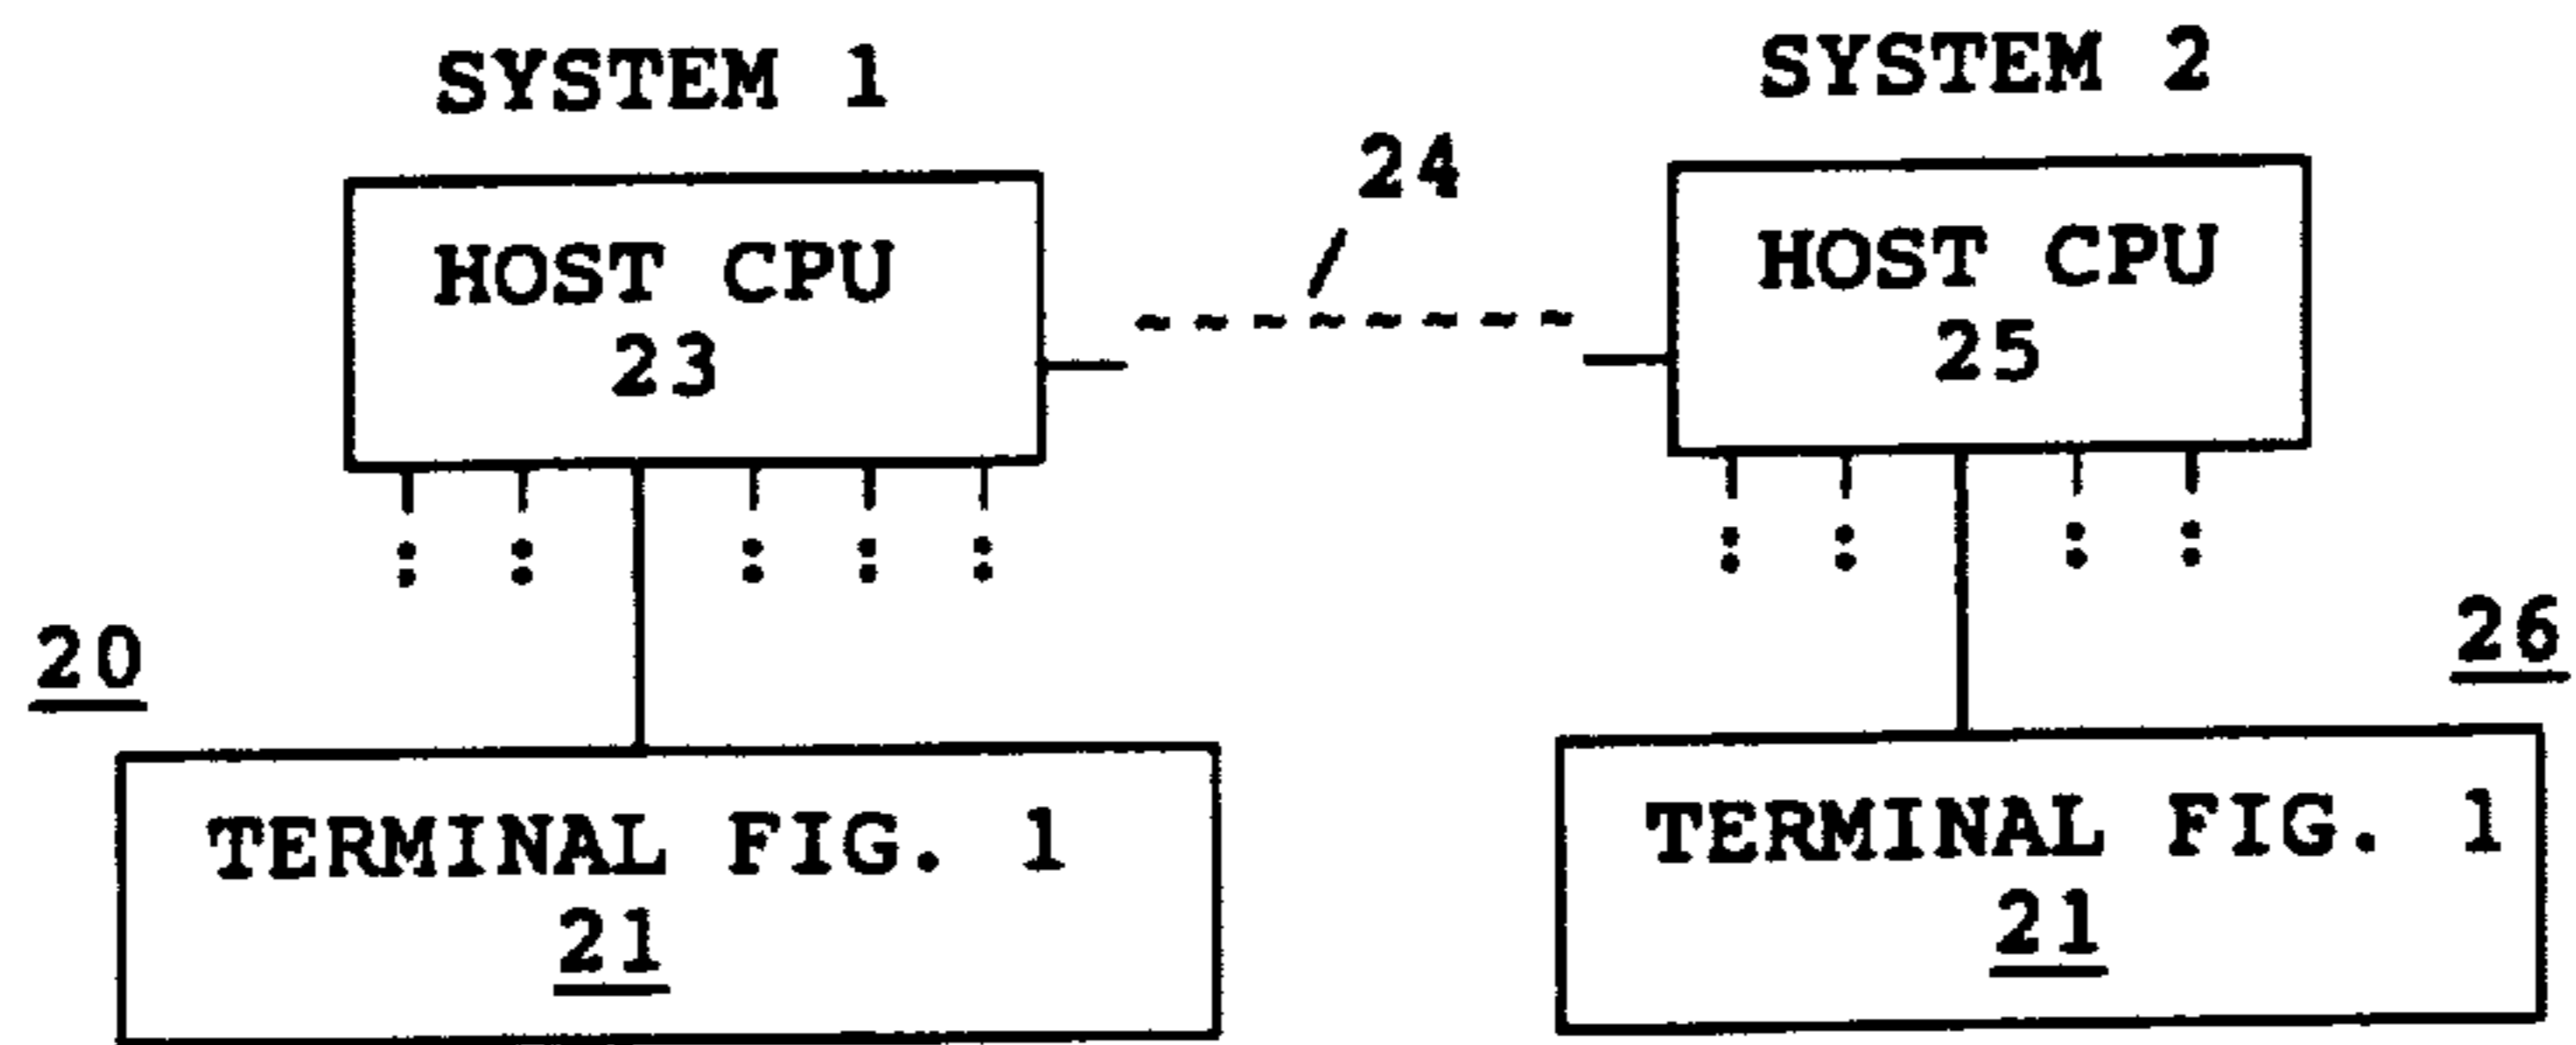 SYSTEM 1
SYSTEM 2
24
HOST CPU
23
HOST CPU
25
20
26
TERMINAL FIG. 1
21
TERMINAL FIG. 1
21